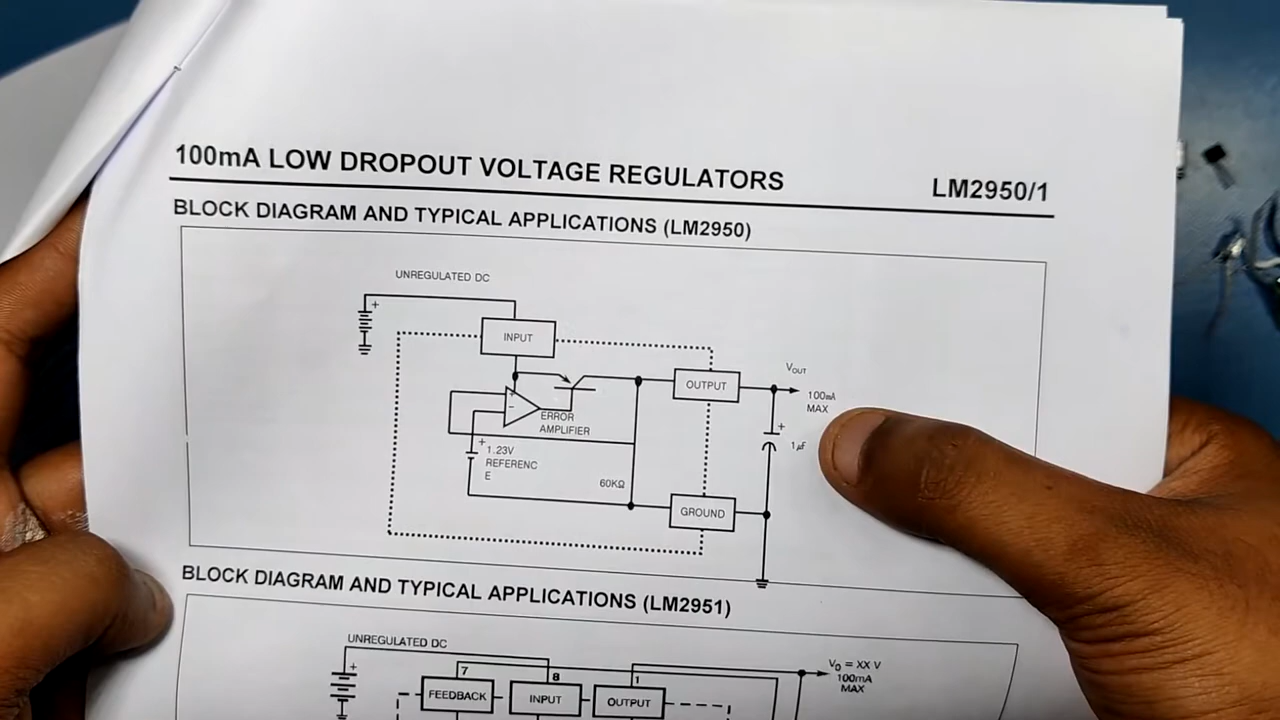 100mA LOW DROPOUT VOLTAGE REGULATORS
LM2950/1
BLOCK DIAGRAM AND TYPICAL APPLICATIONS (LM2950)
UNREGULATED DC
+
INPUT
VOUT
OUTPUT
100mA
MAX
+
−
ERROR
AMPLIFIER
+
1µF
+
1.23V
REFERENC
E
60KΩ
GROUND
BLOCK DIAGRAM AND TYPICAL APPLICATIONS (LM2951)
UNREGULATED DC
+
7
8
1
VO = XX V
100mA
MAX
FEEDBACK
INPUT
OUTPUT